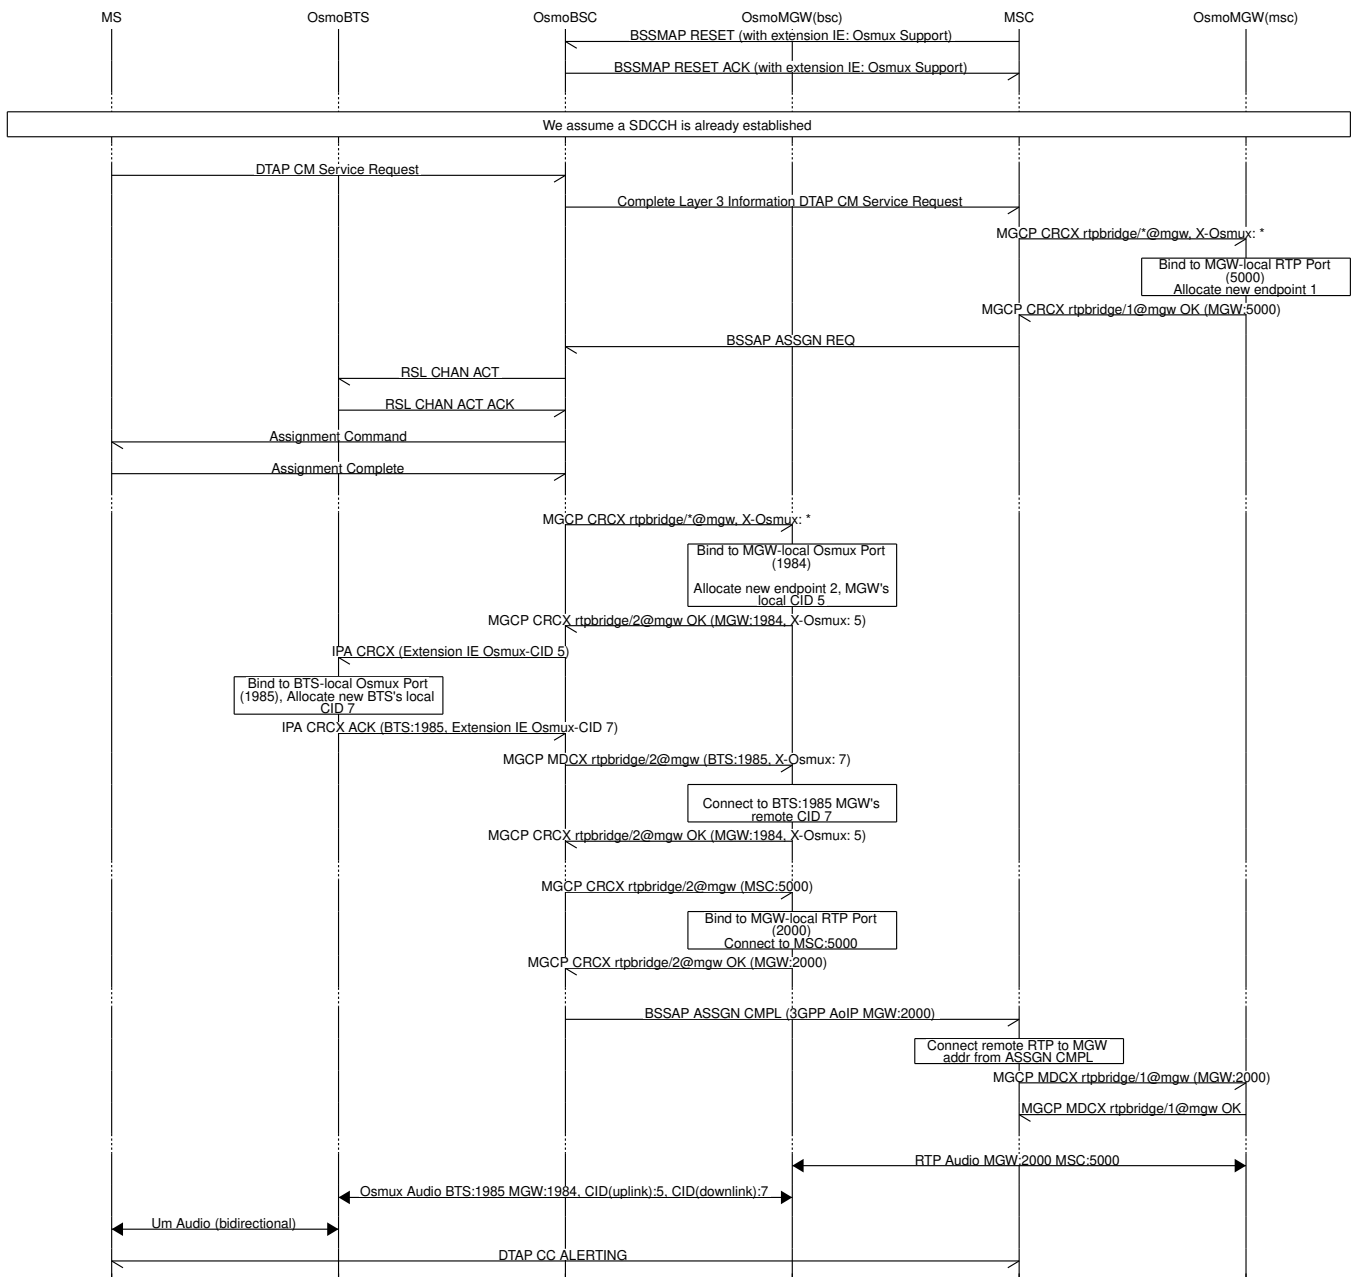 MS OsmoBTS OsmoBSC OsmoMGW(bsc) MSC OsmoMGW(msc)
BSSMAP RESET (with extension IE: Osmux Support)
BSSMAP RESET ACK (with extension IE: Osmux Support)
We assume a SDCCH is already established
DTAP CM Service Request
Complete Layer 3 Information DTAP CM Service Request
MGCP CRCX rtpbridge/*@mgw, X-Osmux: *
Bind to MGW-local RTP Port
(5000)
Allocate new endpoint 1
MGCP CRCX rtpbridge/1@mgw OK (MGW:5000)
BSSAP ASSGN REQ
RSL CHAN ACT
RSL CHAN ACT ACK
Assignment Command
Assignment Complete
MGCP CRCX rtpbridge/*@mgw, X-Osmux: *
Bind to MGW-local Osmux Port
(1984)
Allocate new endpoint 2, MGW's
local CID 5
MGCP CRCX rtpbridge/2@mgw OK (MGW:1984, X-Osmux: 5)
IPA CRCX (Extension IE Osmux-CID 5)
Bind to BTS-local Osmux Port
(1985), Allocate new BTS's local
CID 7
IPA CRCX ACK (BTS:1985, Extension IE Osmux-CID 7)
MGCP MDCX rtpbridge/2@mgw (BTS:1985, X-Osmux: 7)
Connect to BTS:1985 MGW's
remote CID 7
MGCP CRCX rtpbridge/2@mgw OK (MGW:1984, X-Osmux: 5)
MGCP CRCX rtpbridge/2@mgw (MSC:5000)
Bind to MGW-local RTP Port
(2000)
Connect to MSC:5000
MGCP CRCX rtpbridge/2@mgw OK (MGW:2000)
BSSAP ASSGN CMPL (3GPP AoIP MGW:2000)
Connect remote RTP to MGW
addr from ASSGN CMPL
MGCP MDCX rtpbridge/1@mgw (MGW:2000)
MGCP MDCX rtpbridge/1@mgw OK
RTP Audio MGW:2000 MSC:5000
Osmux Audio BTS:1985 MGW:1984, CID(uplink):5, CID(downlink):7
Um Audio (bidirectional)
DTAP CC ALERTING